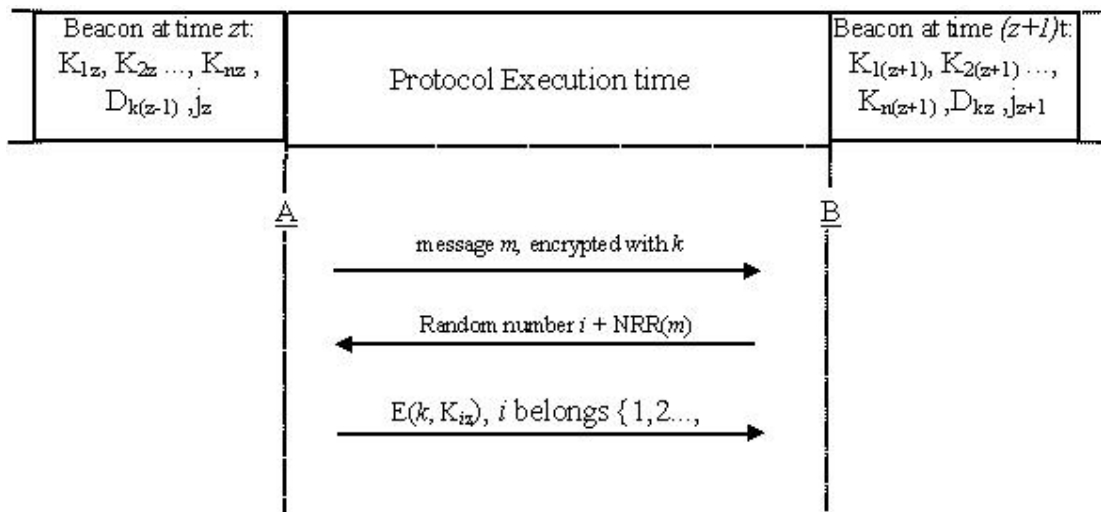 Beacon at time zt:
K1z, K2z ..., Knz ,
Dk(z-1) ,jz
Protocol Execution time
Beacon at time (z+1)t:
K1(z+1), K2(z+1) ...,
Kn(z+1) ,Dkz ,jz+1
A
B
message m, encrypted with k
Random number i + NRR(m)
E(k, Kiz), i belongs {1,2...,